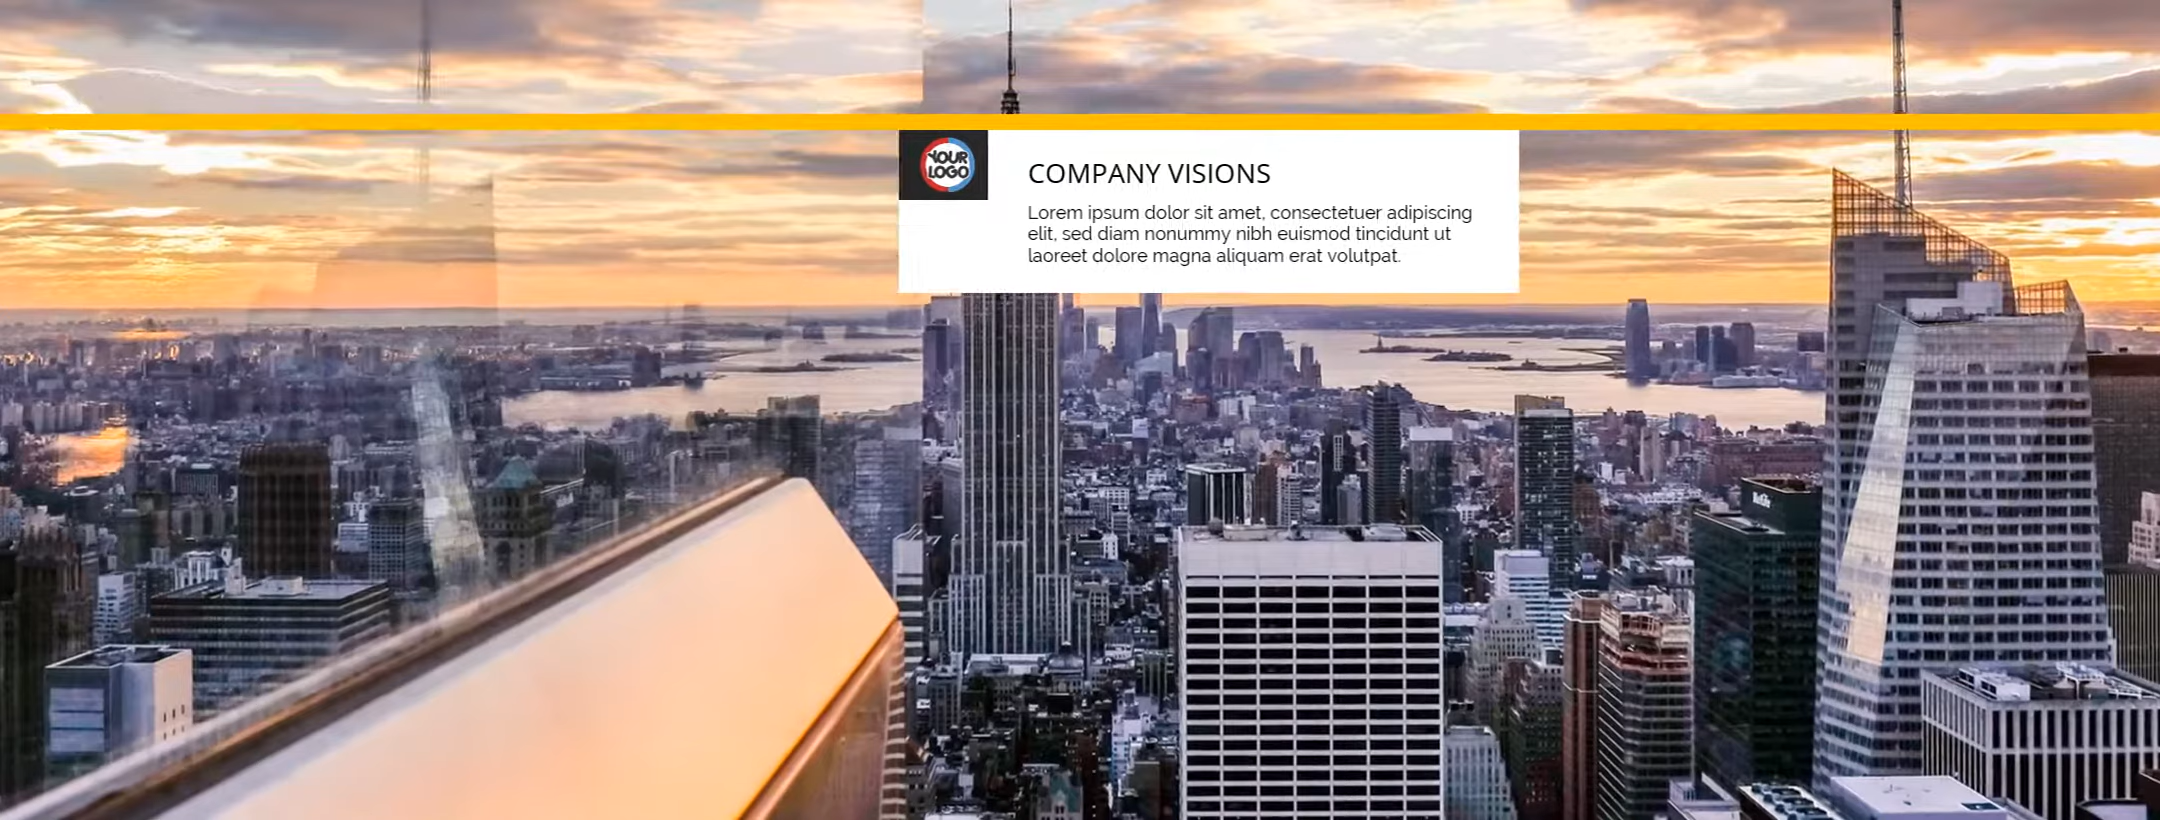 YOUR
LOGO
COMPANY VISIONS
Lorem ipsum dolor sit amet, consectetuer adipiscing
elit, sed diam nonummy nibh euismod tincidunt ut
laoreet dolore magna aliquam erat volutpat.
MetLife